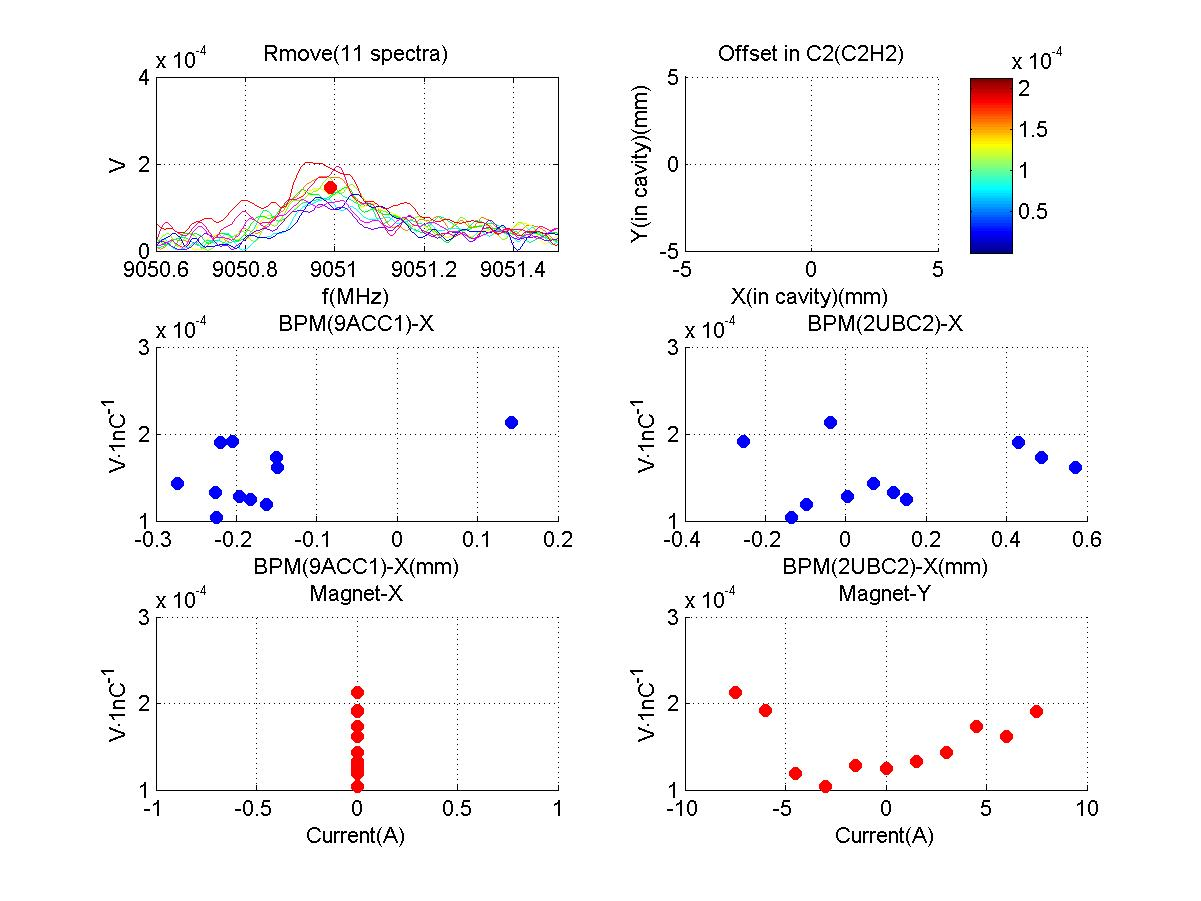 Rmove(11 spectra)
x 10^-4
4
2
0
V
9050.6 9050.8 9051 9051.2 9051.4
f(MHz)
Offset in C2(C2H2)
5
0
-5
Y(in cavity)(mm)
-5 0 5
X(in cavity)(mm)
x 10^-4
2
1.5
1
0.5
BPM(9ACC1)-X
x 10^-4
3
2
1
V·1nC^-1
-0.3 -0.2 -0.1 0 0.1 0.2
BPM(9ACC1)-X(mm)
BPM(2UBC2)-X
x 10^-4
3
2
1
V·1nC^-1
-0.4 -0.2 0 0.2 0.4 0.6
BPM(2UBC2)-X(mm)
Magnet-X
x 10^-4
3
2
1
V·1nC^-1
-1 -0.5 0 0.5 1
Current(A)
Magnet-Y
x 10^-4
3
2
1
V·1nC^-1
-10 -5 0 5 10
Current(A)